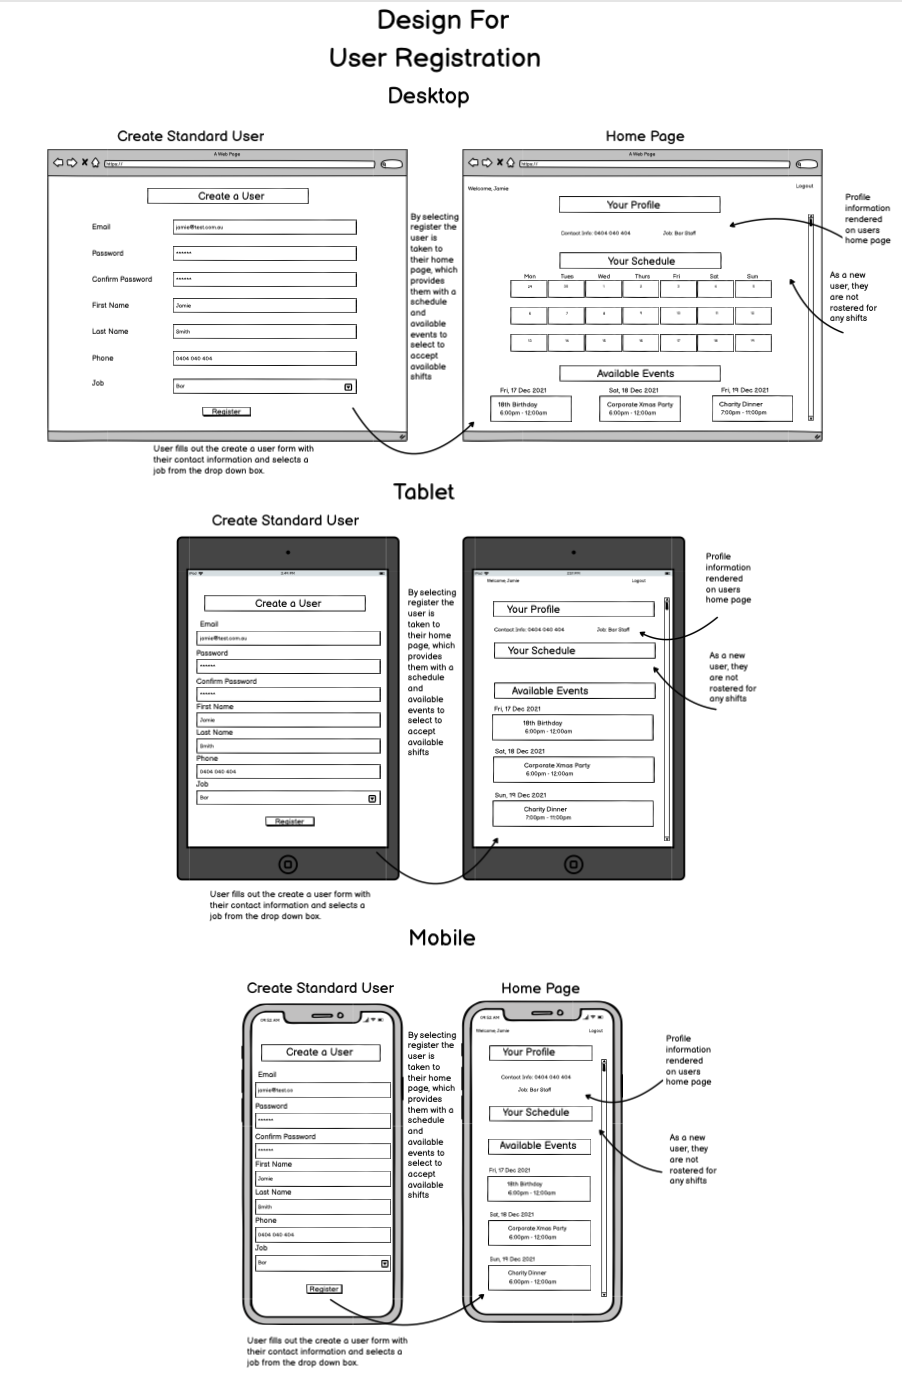 Design For
User Registration
Desktop
Create Standard User
A Web Page
https://
Create a User
Email
jamie@test.com.au
Password
******
Confirm Password
******
First Name
Jamie
Last Name
Smith
Phone
0404 040 404
Job
Bar
Register
User fills out the create a user form with
their contact information and selects a
job from the drop down box.
By selecting
register the
user is
taken to
their home
page, which
provides
them with a
schedule
and
available
events to
select to
accept
available
shifts
Home Page
A Web Page
https://
Welcome, Jamie
Logout
Your Profile
Contact Info: 0404 040 404
Job: Bar Staff
Your Schedule
Mon Tues Wed Thurs Fri Sat Sun
29 30 1 2 3 4 5
6 7 8 9 10 11 12
13 14 15 16 17 18 19
Available Events
Fri, 17 Dec 2021
18th Birthday
6:00pm - 12:00am
Sat, 18 Dec 2021
Corporate Xmas Party
6:00pm - 12:00am
Fri, 19 Dec 2021
Charity Dinner
7:00pm - 11:00pm
Profile
information
rendered
on users
home page
As a new
user, they
are not
rostered for
any shifts
Tablet
Create Standard User
Create a User
Email
jamie@test.com.au
Password
******
Confirm Password
******
First Name
Jamie
Last Name
Smith
Phone
0404 040 404
Job
Bar
Register
User fills out the create a user form with
their contact information and selects a
job from the drop down box.
By selecting
register the
user is
taken to
their home
page, which
provides
them with a
schedule
and
available
events to
select to
accept
available
shifts
Welcome, Jamie
Logout
Your Profile
Contact Info: 0404 040 404
Job: Bar Staff
Your Schedule
Available Events
Fri, 17 Dec 2021
18th Birthday
6:00pm - 12:00am
Sat, 18 Dec 2021
Corporate Xmas Party
6:00pm - 12:00am
Sun, 19 Dec 2021
Charity Dinner
7:00pm - 11:00pm
Profile
information
rendered
on users
home page
As a new
user, they
are not
rostered for
any shifts
Mobile
Create Standard User
09:32 AM
Create a User
Email
jamie@test.co
Password
******
Confirm Password
******
First Name
Jamie
Last Name
Smith
Phone
0404 040 404
Job
Bar
Register
User fills out the create a user form with
their contact information and selects a
job from the drop down box.
By selecting
register the
user is
taken to
their home
page, which
provides
them with a
schedule
and
available
events to
select to
accept
available
shifts
Home Page
09:32 AM
Welcome, Jamie
Logout
Your Profile
Contact Info: 0404 040 404
Job: Bar Staff
Your Schedule
Available Events
Fri, 17 Dec 2021
18th Birthday
6:00pm - 12:00am
Sat, 18 Dec 2021
Corporate Xmas Party
6:00pm - 12:00am
Sun, 19 Dec 2021
Charity Dinner
6:00pm - 12:00am
Profile
information
rendered
on users
home page
As a new
user, they
are not
rostered for
any shifts